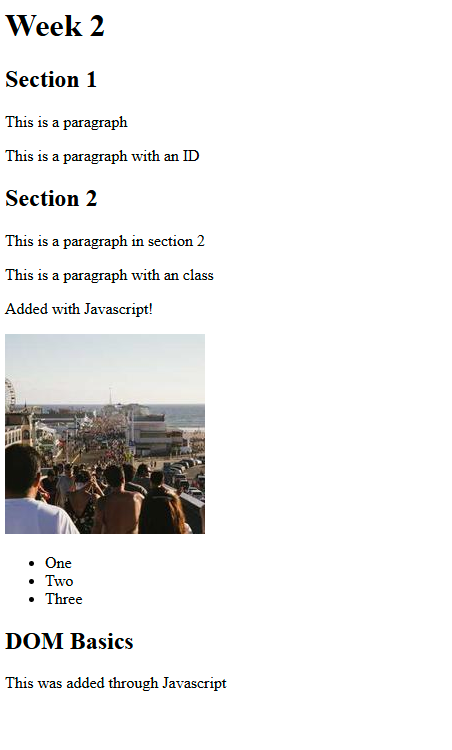 Week 2
Section 1
This is a paragraph
This is a paragraph with an ID
Section 2
This is a paragraph in section 2
This is a paragraph with an class
Added with Javascript!
One
Two
Three
DOM Basics
This was added through Javascript